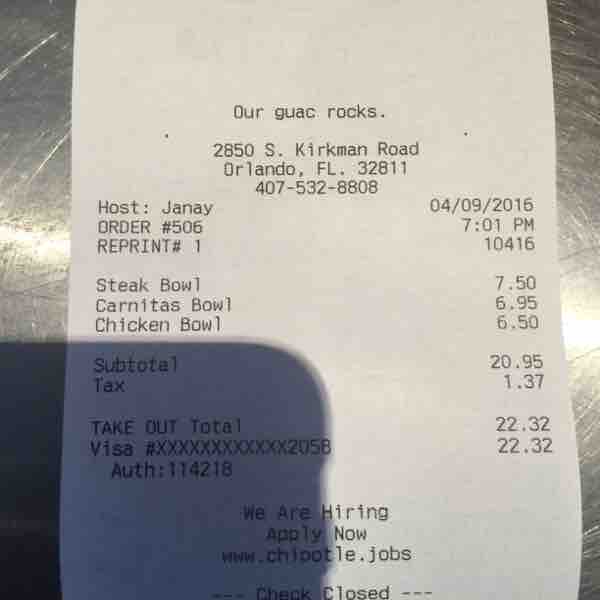 Our guac rocks.
2850 S. Kirkman Road
Orlando, FL. 32811
407-532-8808
Host: Janay 04/09/2016
ORDER #506 7:01 PM
REPRINT# 1 10416
Steak Bowl 7.50
Carnitas Bowl 6.95
Chicken Bowl 6.50
Subtotal 20.95
Tax 1.37
TAKE OUT Total 22.32
Visa #XXXXXXXXXXXX2058 22.32
Auth:114218
We Are Hiring
Apply Now
www.chipotle.jobs
--- Check Closed ---